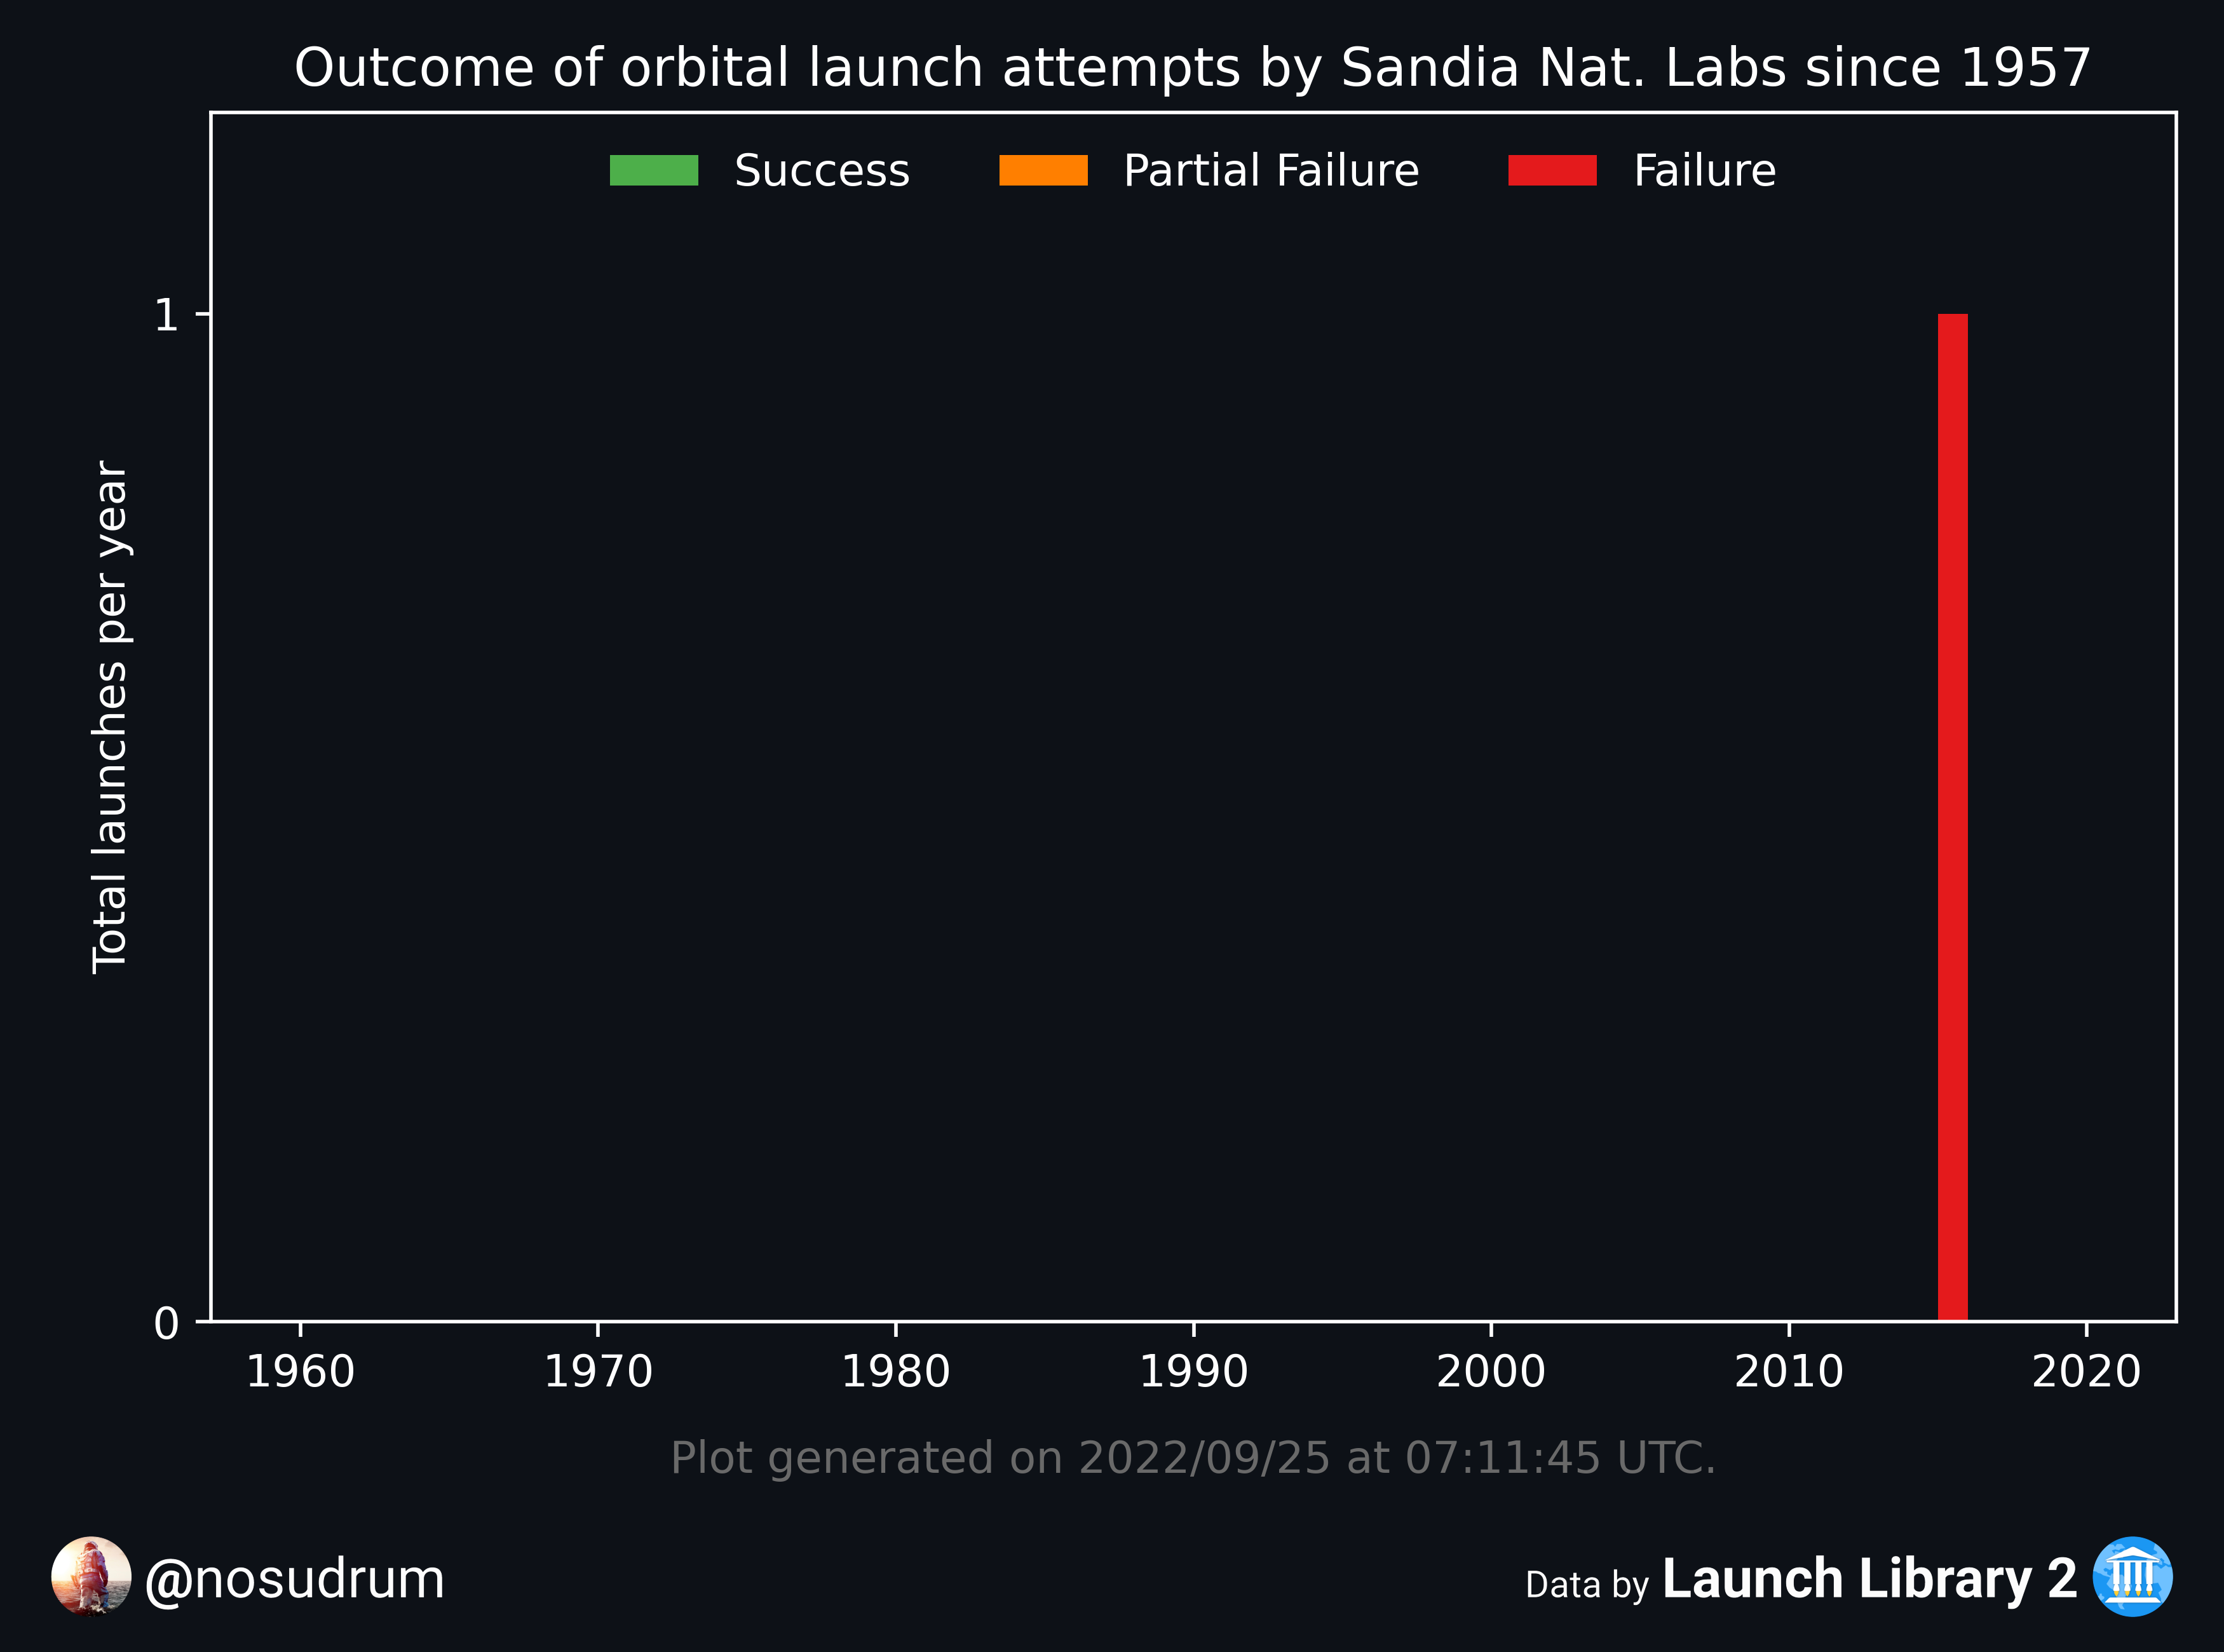 Outcome of orbital launch attempts by Sandia Nat. Labs since 1957
Success Partial Failure Failure
1
Total launches per year
0
1960 1970 1980 1990 2000 2010 2020
Plot generated on 2022/09/25 at 07:11:45 UTC.
@nosudrum
Data by Launch Library 2